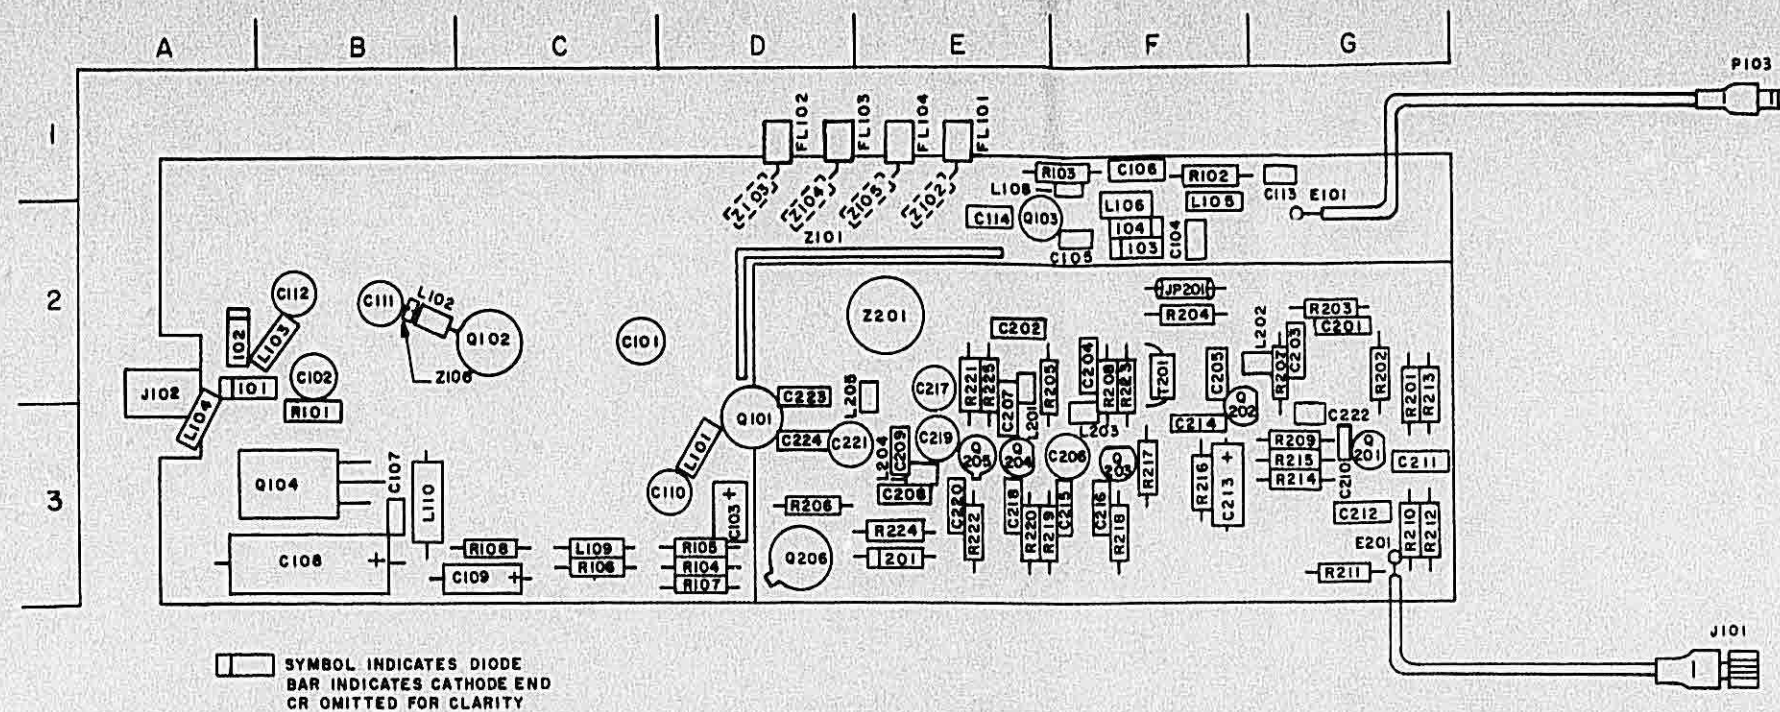 A B C D E F G
P103
1
FL102 FL103 FL104 FL101
R103 C106 R102
C113 E101
Z103 Z104 Z105 Z102
L106 L105
C114 Q103
104
103
C104
C105
Z101
2
C112 C111 L102
Q102
Z106
102 L103
C102
J102 101
R101
L104
C101
Z201
JP201
R204
R203
C201
C202
L202
C203
R207
R202
R201 R213
C204
R208 R223
T201
C205
Q
202
C217
R221 R225
C207
L201
R205
L203
C214
C222
C223
L205
Q101
C224
C221
L101
C110
L204
C209
C219
Q
205
Q
204
C206
Q
203
R217
R216
C213 +
R209
R215
R214
C210
Q
201
C211
3
Q104
C107
L110
C108 +
R108
C109 +
L109
R106
R105
R104
R107
C103 +
R206
Q206
C208
C220
R222
C218
R220 R219
C215
C216
R218
R224
201
C212
R210 R212
E201
R211
J101
SYMBOL INDICATES DIODE
BAR INDICATES CATHODE END
CR OMITTED FOR CLARITY